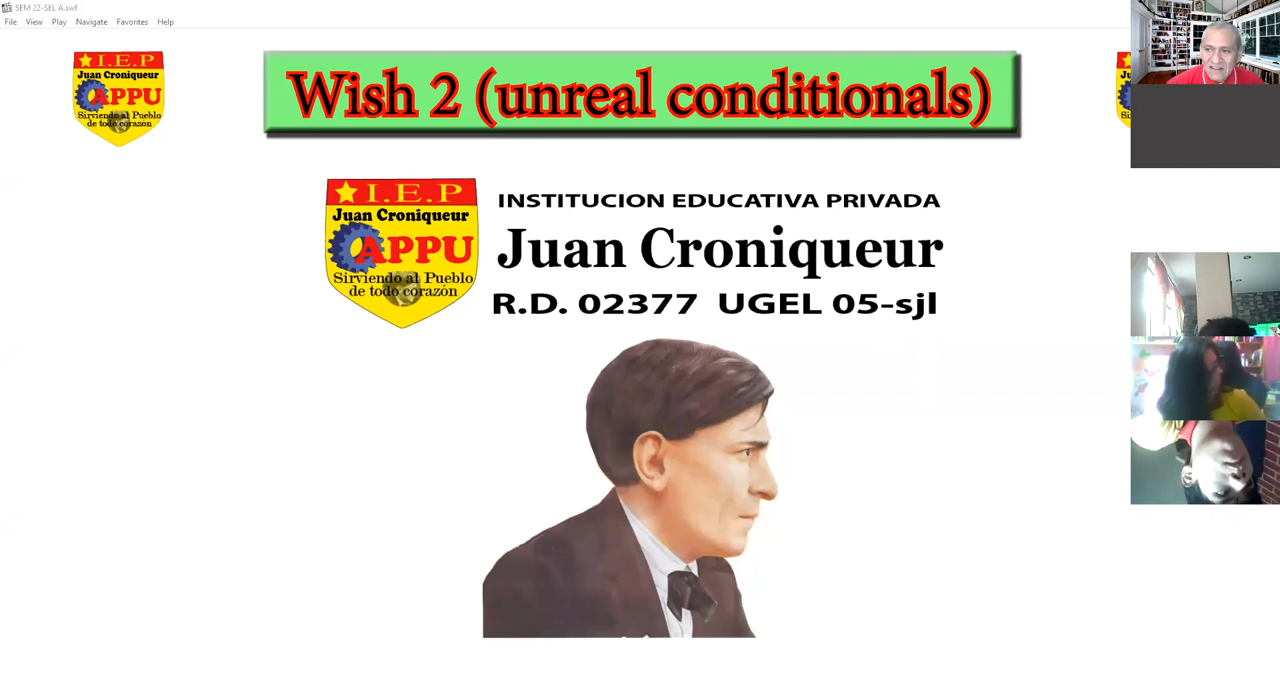 SEM 22-SEL A.swf
File View Play Navigate Favorites Help
I.E.P
Juan Croniqueur
APPU
Sirviendo al Pueblo
de todo corazón
Wish 2 (unreal conditionals)
I.E.P
Juan Croniqueur
APPU
Sirviendo al Pueblo
de todo corazón
INSTITUCION EDUCATIVA PRIVADA
Juan Croniqueur
R.D. 02377 UGEL 05-sjl